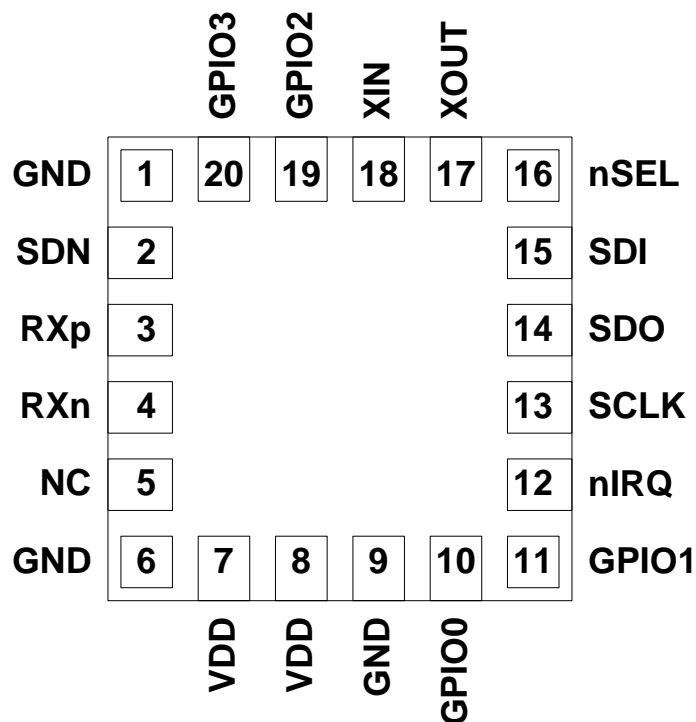 GPIO3 GPIO2 XIN XOUT
GND 1 20 19 18 17 16 nSEL
SDN 2 15 SDI
RXp 3 14 SDO
RXn 4 13 SCLK
NC 5 12 nIRQ
GND 6 7 8 9 10 11 GPIO1
VDD VDD GND GPIO0